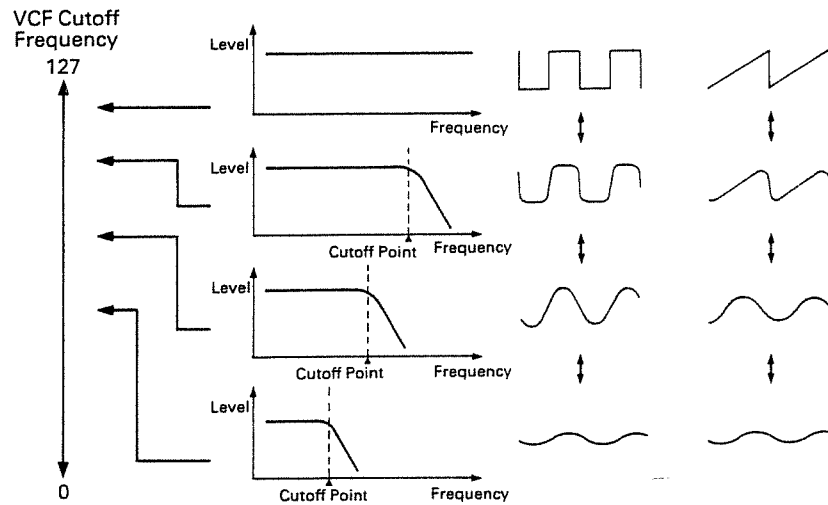 VCF Cutoff
Frequency
127
0
Level
Frequency
Level
Cutoff Point
Frequency
Level
Cutoff Point
Frequency
Level
Cutoff Point
Frequency